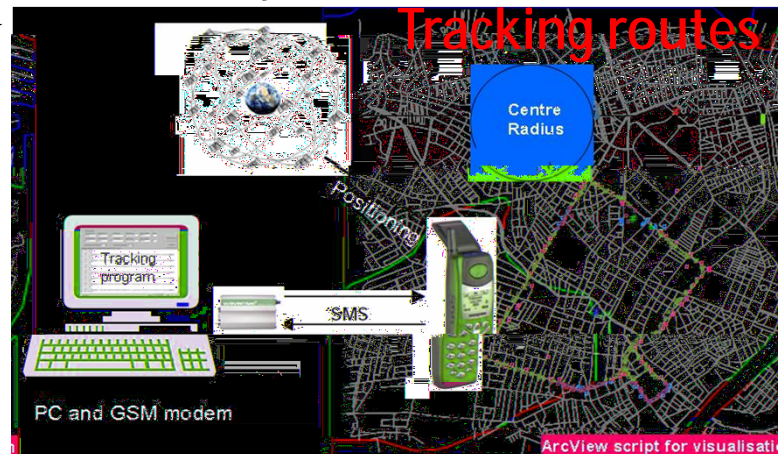 Tracking routes
Centre
Radius
Positioning
Tracking
program
SMS
PC and GSM modem
ArcView script for visualisatio